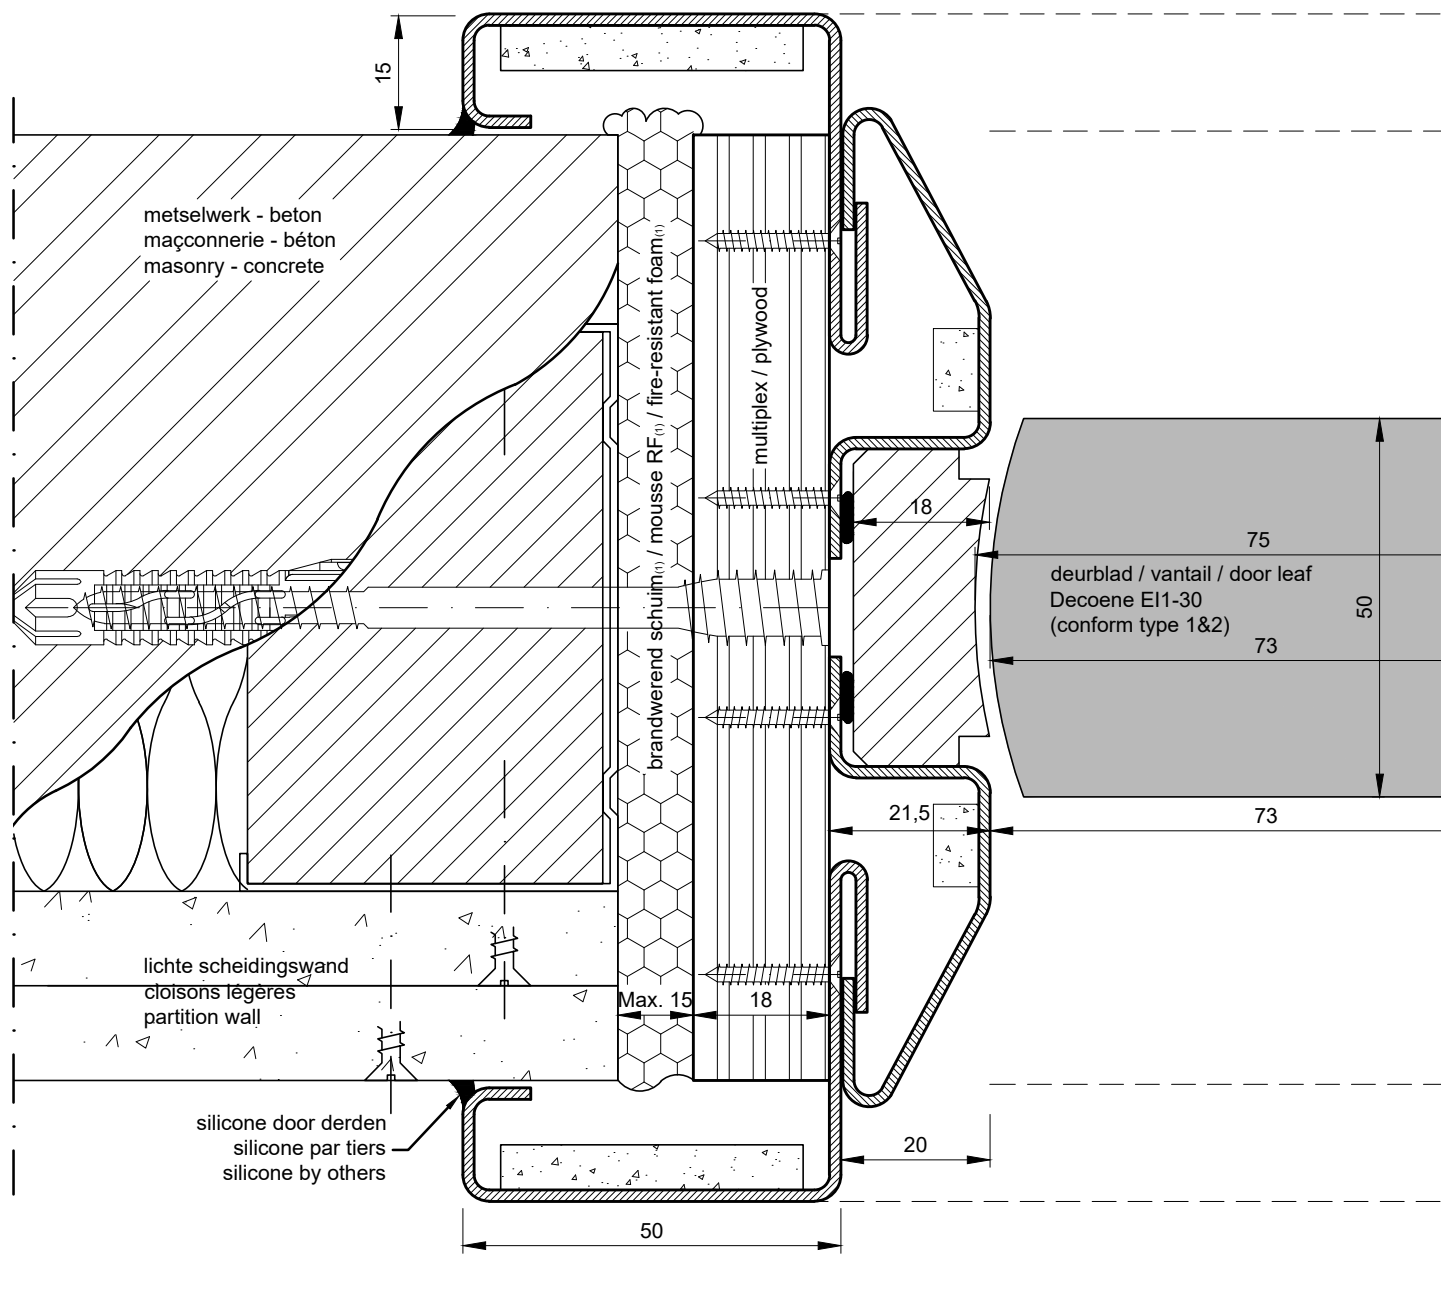 15
metselwerk - beton
maçconnerie - béton
masonry - concrete
brandwerend schuim(1) / mousse RF(1) / fire-resistant foam(1)
multiplex / plywood
18
75
deurblad / vantail / door leaf
Decoene EI1-30
(conform type 1&2)
50
73
21,5
73
lichte scheidingswand
cloisons légères
partition wall
Max. 15
18
silicone door derden
silicone par tiers
silicone by others
20
50